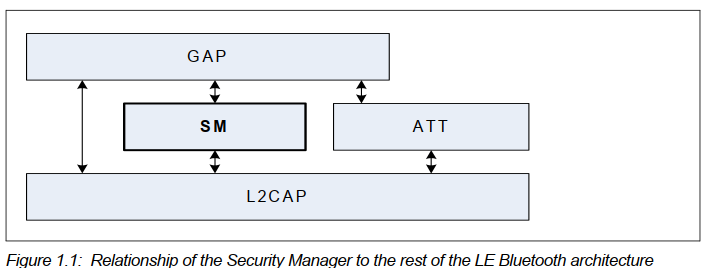 GAP
SM
ATT
L2CAP
Figure 1.1: Relationship of the Security Manager to the rest of the LE Bluetooth architecture